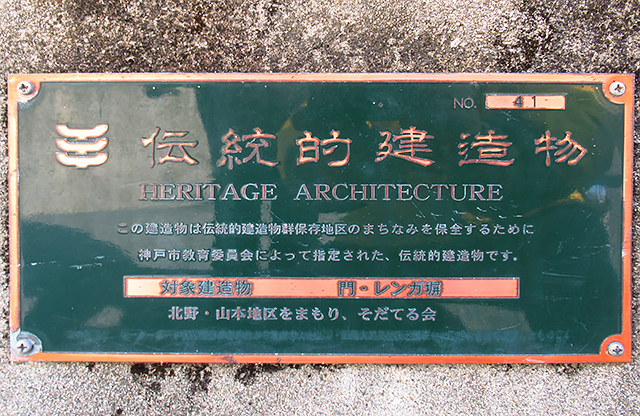 NO. 41
伝統的建造物
HERITAGE ARCHITECTURE
この建造物は伝統的建造物群保存地区のまちなみを保全するために
神戸市教育委員会によって指定された、伝統的建造物です。
対象建造物 門・レンガ塀
北野・山本地区をまもり、そだてる会